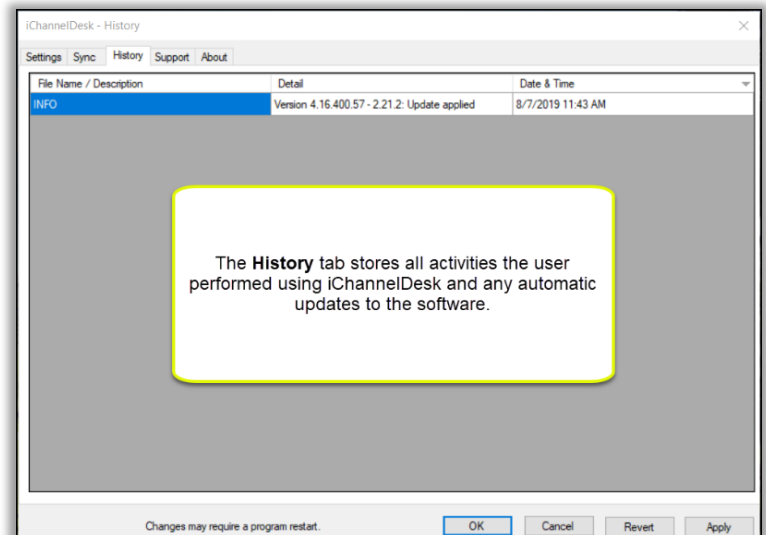 iChannelDesk - History
Settings Sync History Support About
File Name / Description Detail Date & Time
INFO Version 4.16.400.57 - 2.21.2: Update applied 8/7/2019 11:43 AM
The History tab stores all activities the user
performed using iChannelDesk and any automatic
updates to the software.
Changes may require a program restart. OK Cancel Revert Apply